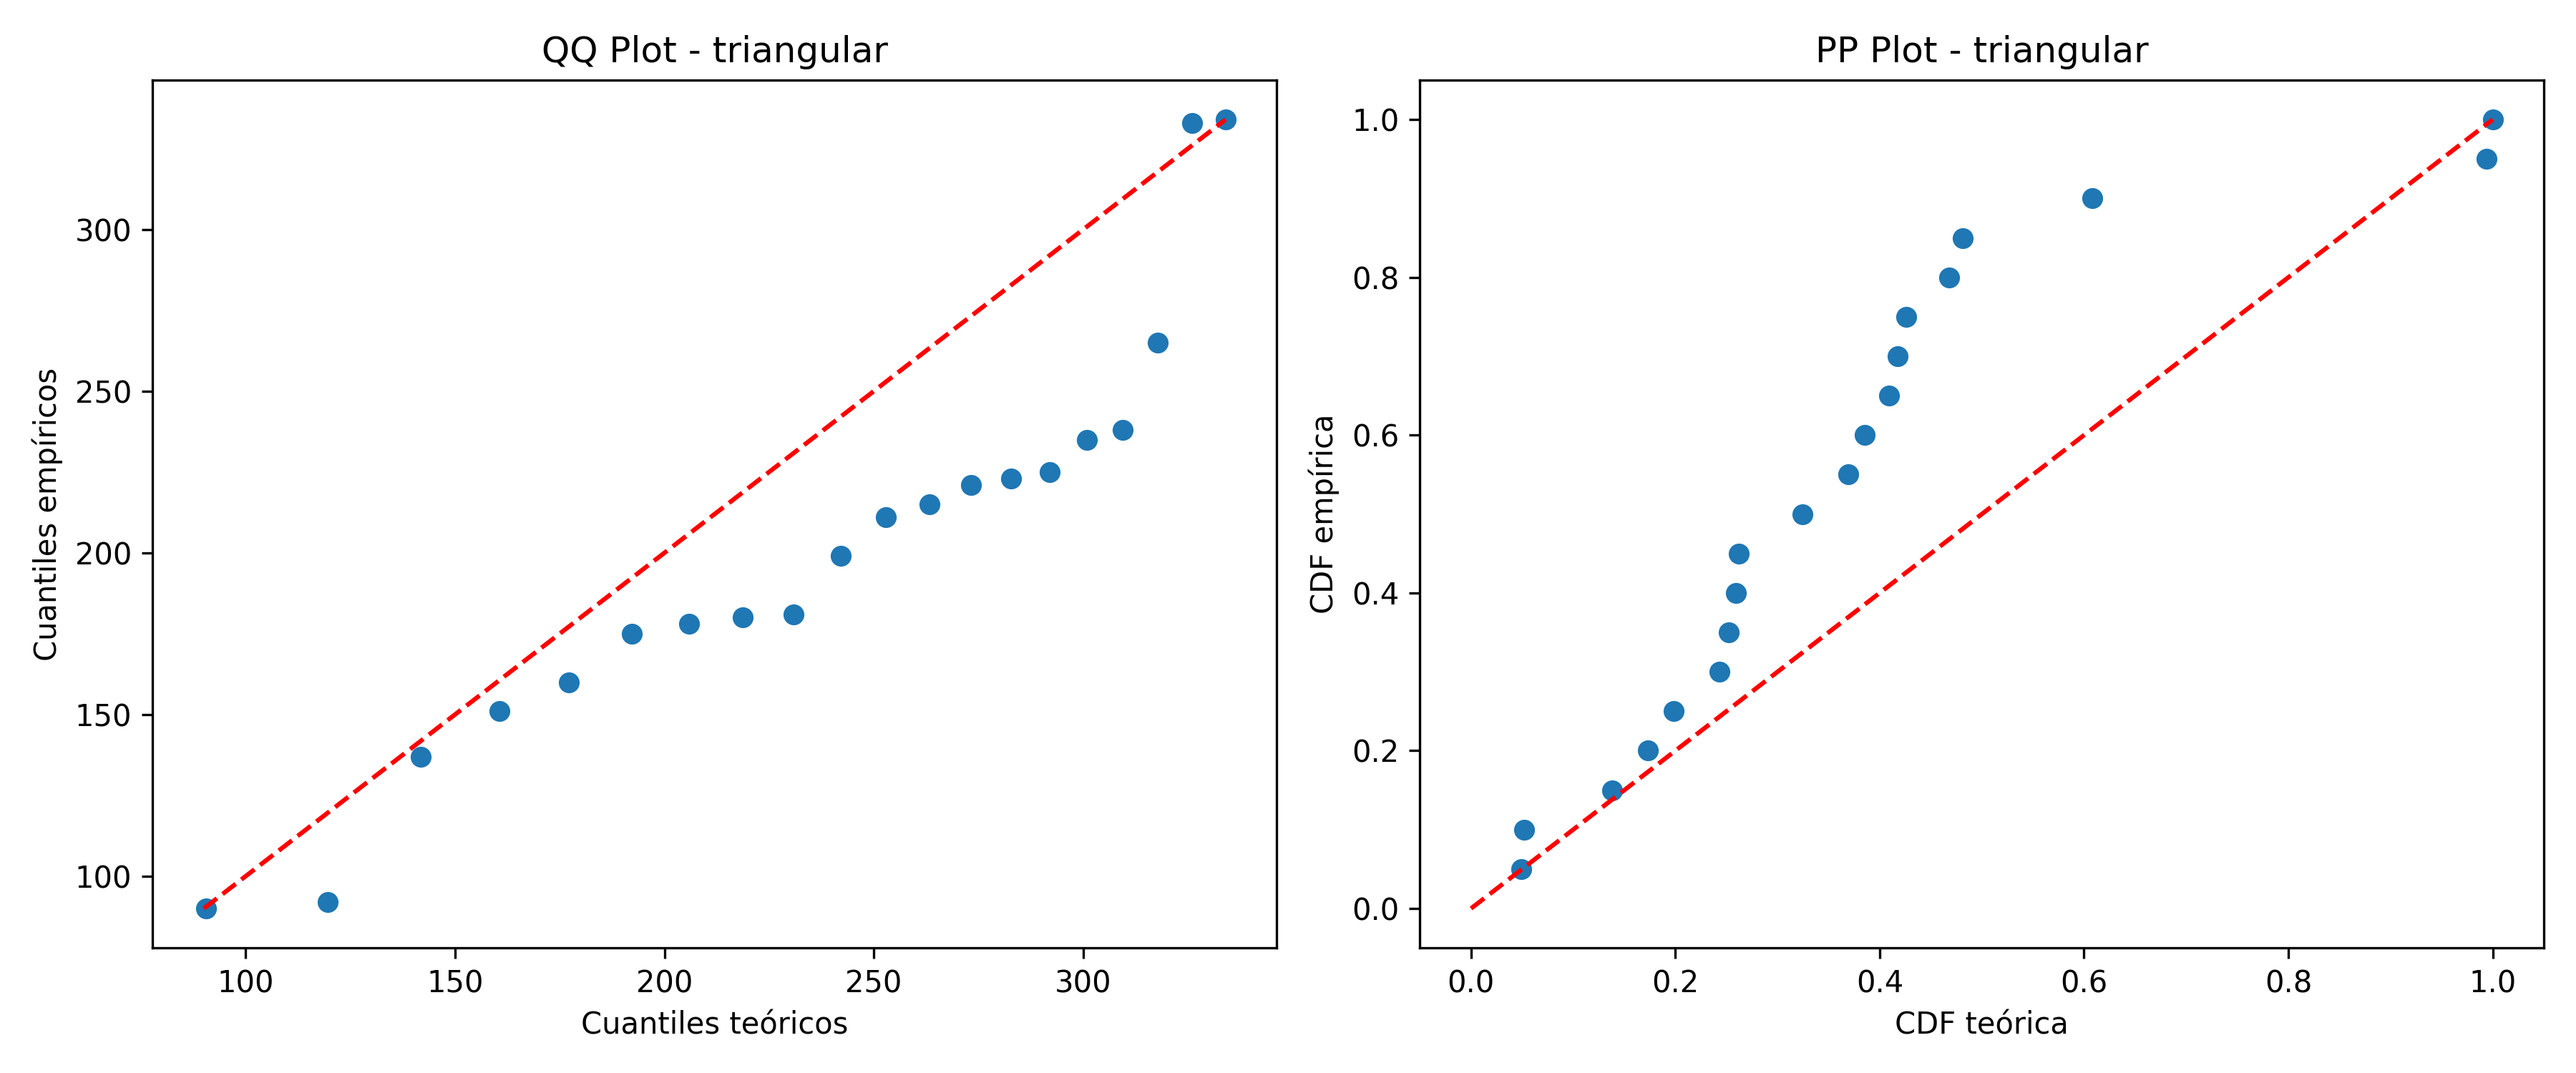 QQ Plot - triangular
Cuantiles empíricos
300
250
200
150
100
100 150 200 250 300
Cuantiles teóricos
PP Plot - triangular
CDF empírica
1.0
0.8
0.6
0.4
0.2
0.0
0.0 0.2 0.4 0.6 0.8 1.0
CDF teórica